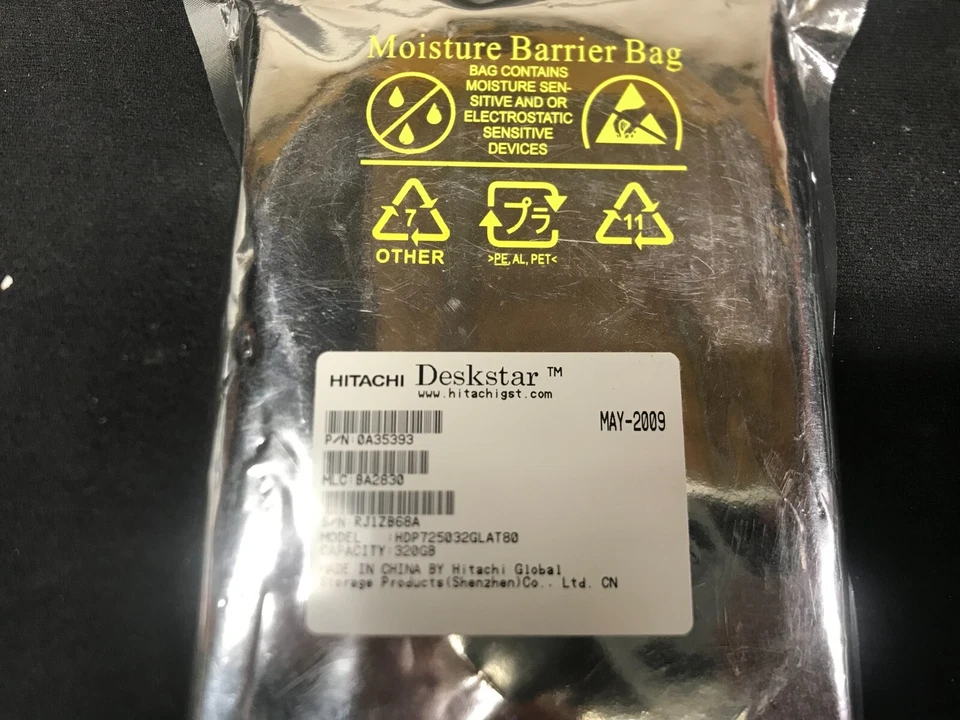 Moisture Barrier Bag
BAG CONTAINS
MOISTURE SEN-
SITIVE AND OR
ELECTROSTATIC
SENSITIVE
DEVICES
7
プラ
11
OTHER
>PE, AL, PET<
HITACHI Deskstar ™
www.hitachigst.com
MAY-2009
P/N:0A35393
MLC:BA2830
S/N RJ1ZB68A
MODEL :HDP725032GLAT80
CAPACITY:320GB
MADE IN CHINA BY Hitachi Global
Storage Products(Shenzhen)Co.. Ltd. CN